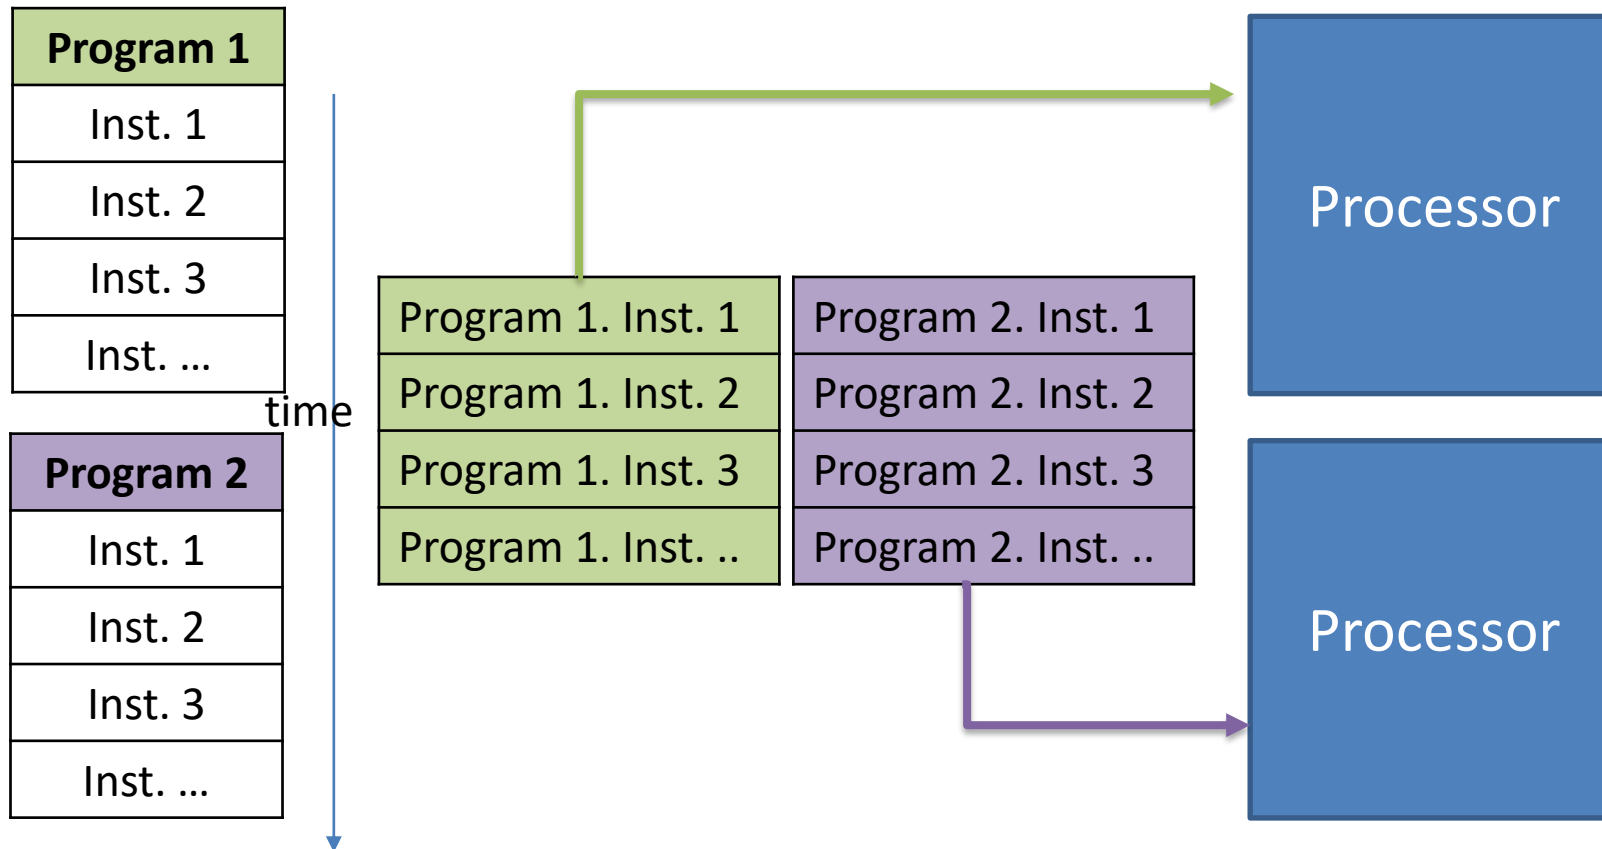 Program 1
Inst. 1
Inst. 2
Inst. 3
Inst. ...
Program 2
Inst. 1
Inst. 2
Inst. 3
Inst. ...
time
Program 1. Inst. 1
Program 1. Inst. 2
Program 1. Inst. 3
Program 1. Inst. ..
Program 2. Inst. 1
Program 2. Inst. 2
Program 2. Inst. 3
Program 2. Inst. ..
Processor
Processor